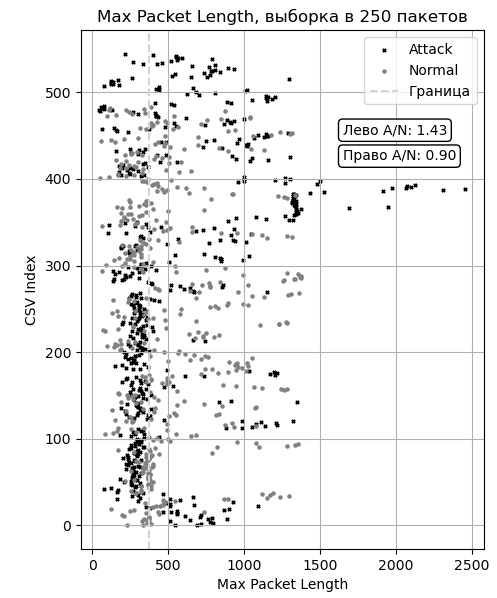 Max Packet Length, выборка в 250 пакетов
Attack
Normal
Граница
Лево A/N: 1.43
Право A/N: 0.90
500
400
300
200
100
0
CSV Index
0 500 1000 1500 2000 2500
Max Packet Length